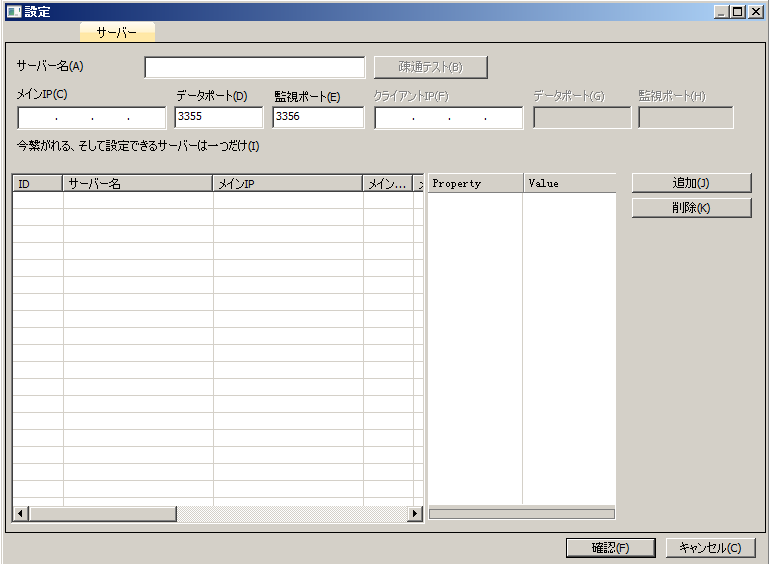 設定
サーバー
サーバー名(A)
疎通テスト(B)
メインIP(C) データポート(D) 監視ポート(E) クライアントIP(F) データポート(G) 監視ポート(H)
. . . 3355 3356 . . .
今繋がれる、そして設定できるサーバーは一つだけ(I)
ID サーバー名 メインIP メイン... Property Value
追加(J)
削除(K)
確認(F) キャンセル(C)